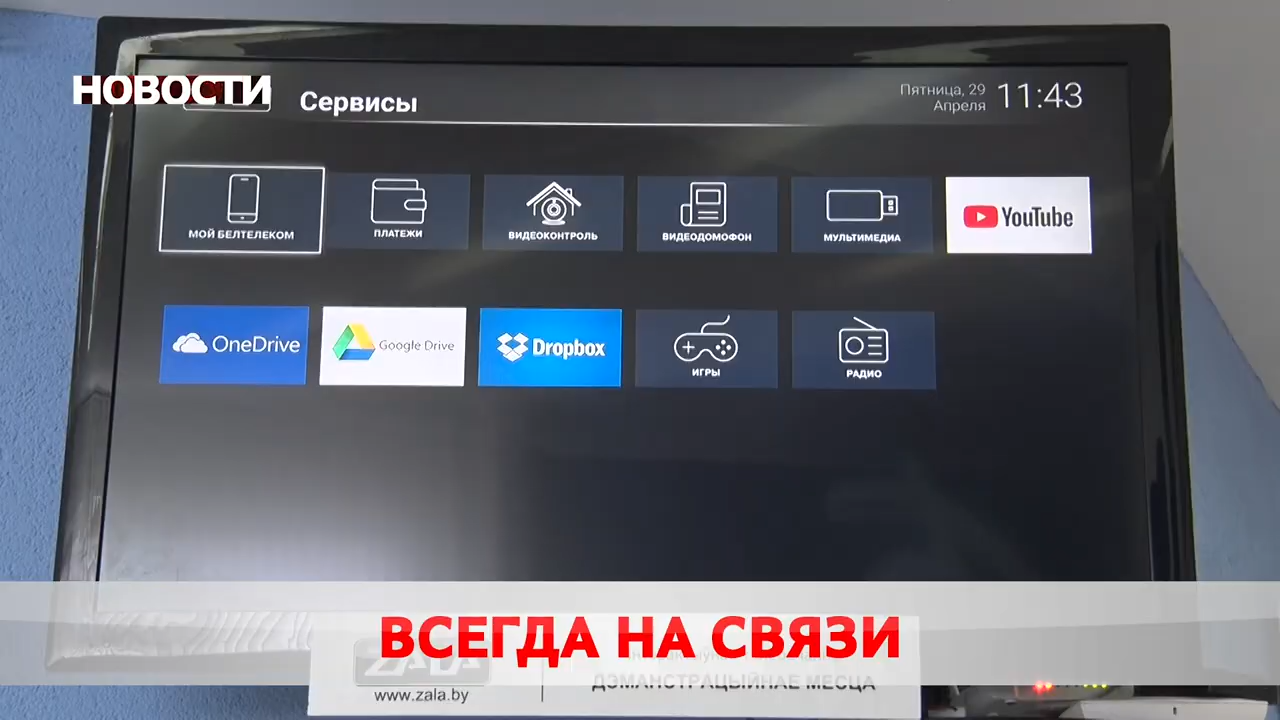 НОВОСТИ
Сервисы
Пятница, 29
Апреля
11:43
МОЙ БЕЛТЕЛЕКОМ
ПЛАТЕЖИ
ВИДЕОКОНТРОЛЬ
ВИДЕОДОМОФОН
МУЛЬТИМЕДИА
YouTube
OneDrive
Google Drive
Dropbox
ИГРЫ
РАДИО
ВСЕГДА НА СВЯЗИ
ZALA
www.zala.by
ДЭМАНСТРАЦЫЙНАЕ МЕСЦА